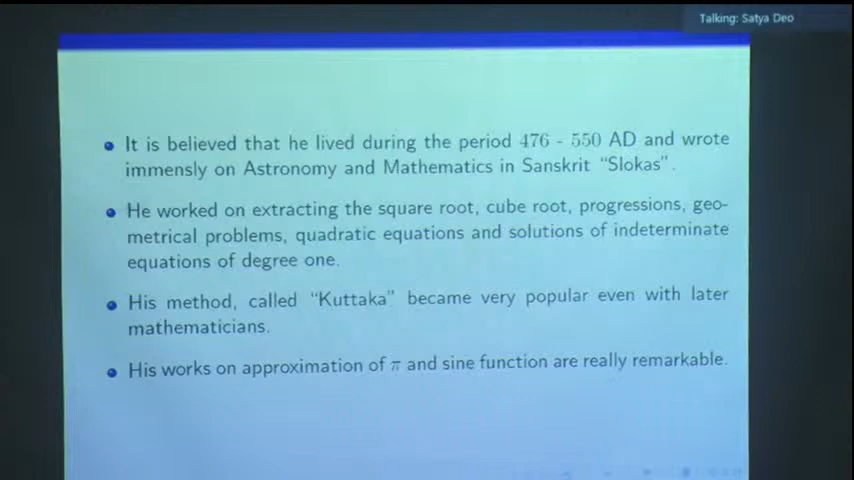 Talking: Satya Deo
It is believed that he lived during the period 476 - 550 AD and wrote
immensely on Astronomy and Mathematics in Sanskrit “Slokas”.
He worked on extracting the square root, cube root, progressions, geo-
metrical problems, quadratic equations and solutions of indeterminate
equations of degree one.
His method, called “Kuttaka” became very popular even with later
mathematicians.
His works on approximation of π and sine function are really remarkable.